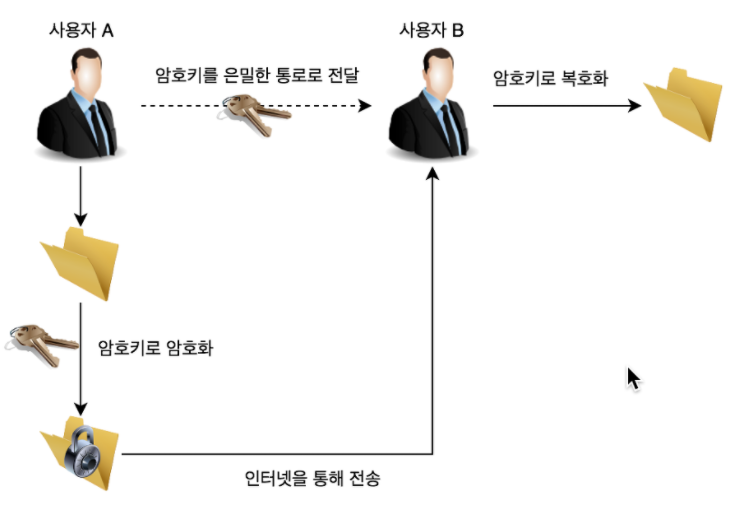 사용자 A
사용자 B
암호키를 은밀한 통로로 전달
암호키로 복호화
암호키로 암호화
인터넷을 통해 전송